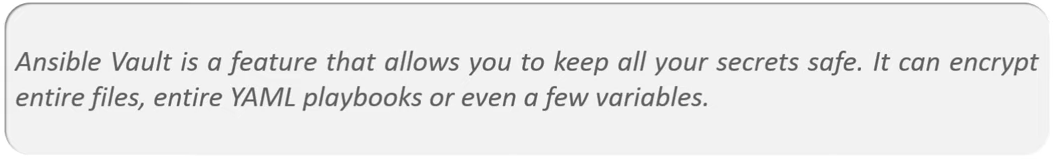 Ansible Vault is a feature that allows you to keep all your secrets safe. It can encrypt
entire files, entire YAML playbooks or even a few variables.